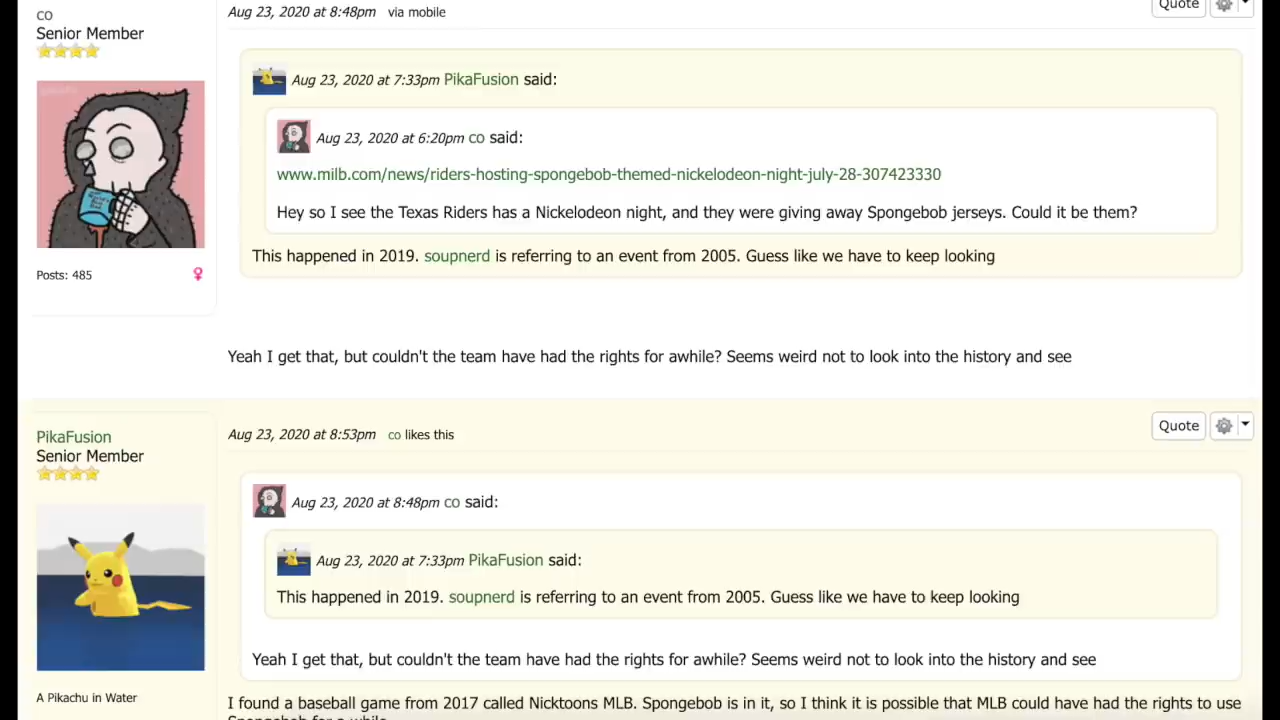 co
Senior Member
Aug 23, 2020 at 8:48pm via mobile
Quote
Aug 23, 2020 at 7:33pm PikaFusion said:
Aug 23, 2020 at 6:20pm co said:
www.milb.com/news/riders-hosting-spongebob-themed-nickelodeon-night-july-28-307423330
Hey so I see the Texas Riders has a Nickelodeon night, and they were giving away Spongebob jerseys. Could it be them?
This happened in 2019. soupnerd is referring to an event from 2005. Guess like we have to keep looking
Posts: 485
Yeah I get that, but couldn't the team have had the rights for awhile? Seems weird not to look into the history and see
PikaFusion
Senior Member
Aug 23, 2020 at 8:53pm co likes this
Quote
Aug 23, 2020 at 8:48pm co said:
Aug 23, 2020 at 7:33pm PikaFusion said:
This happened in 2019. soupnerd is referring to an event from 2005. Guess like we have to keep looking
Yeah I get that, but couldn't the team have had the rights for awhile? Seems weird not to look into the history and see
A Pikachu in Water
I found a baseball game from 2017 called Nicktoons MLB. Spongebob is in it, so I think it is possible that MLB could have had the rights to use
Spongebob for a while